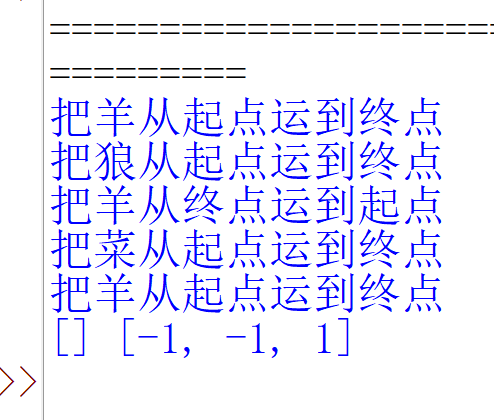 ======================
=========
把羊从起点运到终点
把狼从起点运到终点
把羊从终点运到起点
把菜从起点运到终点
把羊从起点运到终点
[] [-1, -1, 1]
>>